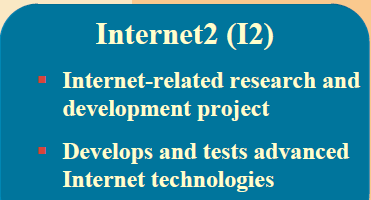 Internet2 (I2)
Internet-related research and
development project
Develops and tests advanced
Internet technologies